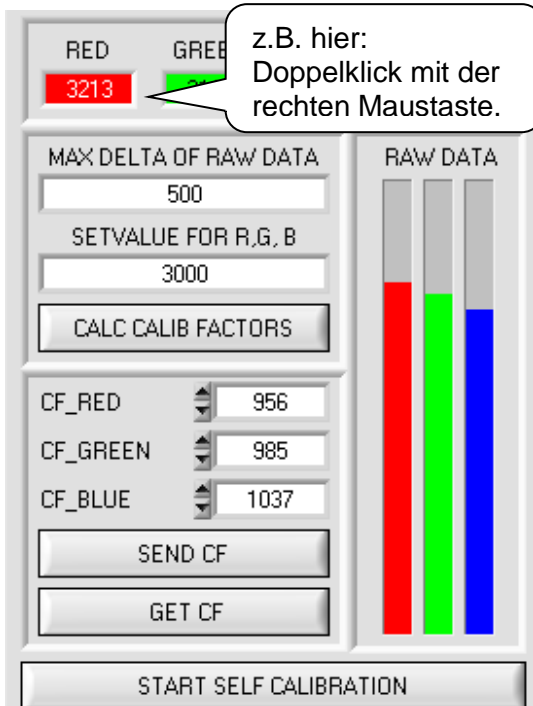 RED
z.B. hier:
Doppelklick mit der
rechten Maustaste.
3213
MAX DELTA OF RAW DATA
500
SETVALUE FOR R,G, B
3000
CALC CALIB FACTORS
CF_RED 956
CF_GREEN 985
CF_BLUE 1037
SEND CF
GET CF
RAW DATA
START SELF CALIBRATION